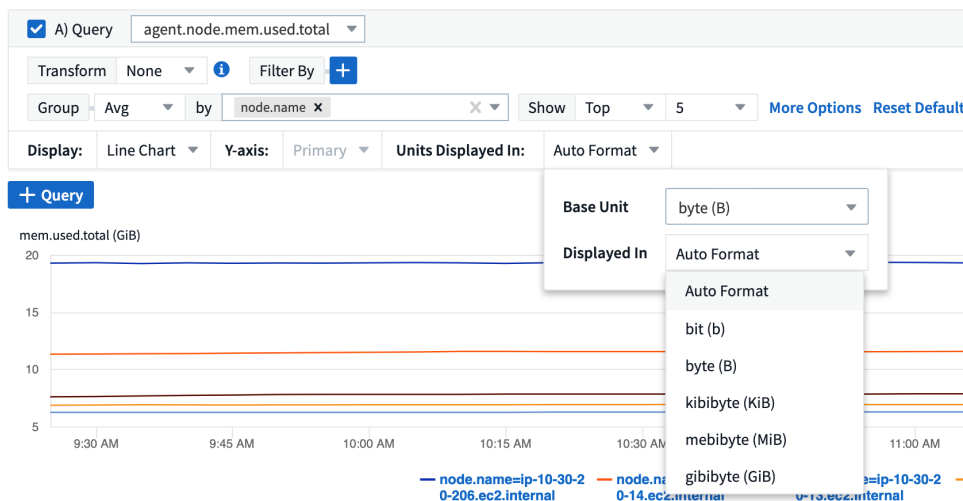 A) Query agent.node.mem.used.total
Transform None Filter By +
Group Avg by node.name × Show Top 5 More Options Reset Default
Display: Line Chart Y-axis: Primary Units Displayed In: Auto Format
+ Query
Base Unit byte (B)
mem.used.total (GiB)
Displayed In Auto Format
20
Auto Format
15
bit (b)
10
byte (B)
kibibyte (KiB)
5
mebibyte (MiB)
9:30 AM 9:45 AM 10:00 AM 10:15 AM 10:30 AM 11:00 AM
gibibyte (GiB)
node.name=ip-10-30-2
0-206.ec2.internal
node.na
0-14.ec2.internal
=ip-10-30-2
0-13.ec2.internal